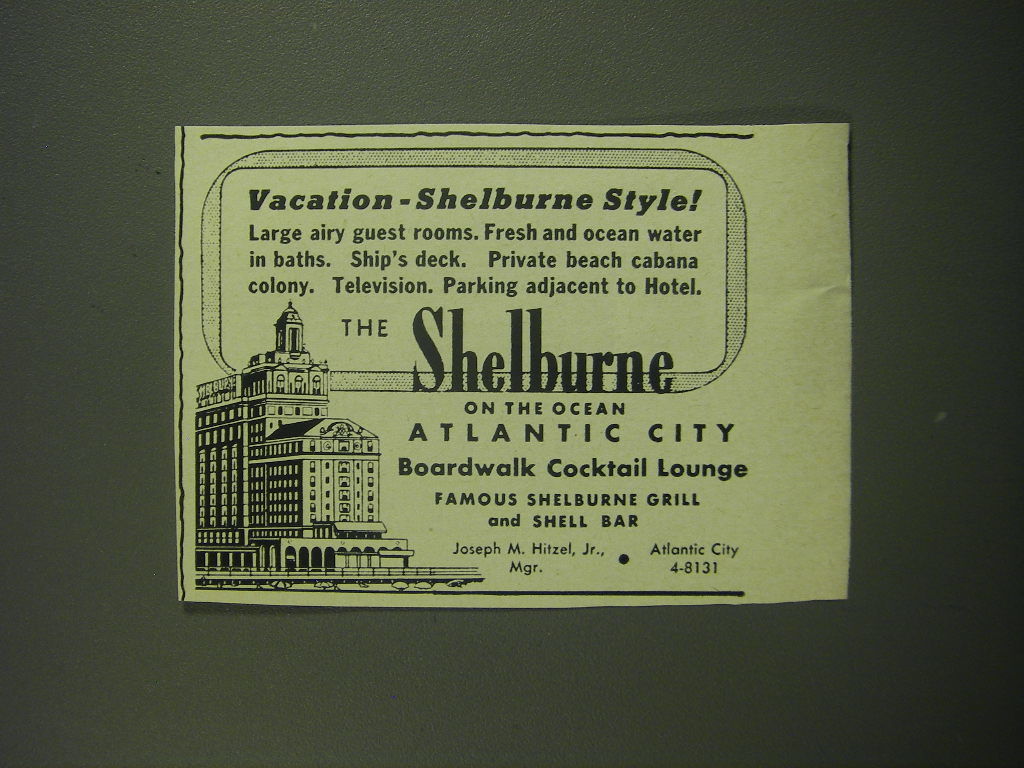 Vacation - Shelburne Style!
Large airy guest rooms. Fresh and ocean water
in baths. Ship's deck. Private beach cabana
colony. Television. Parking adjacent to Hotel.
THE Shelburne
ON THE OCEAN
ATLANTIC CITY
Boardwalk Cocktail Lounge
FAMOUS SHELBURNE GRILL
and SHELL BAR
Joseph M. Hitzel, Jr., • Atlantic City
Mgr. 4-8131